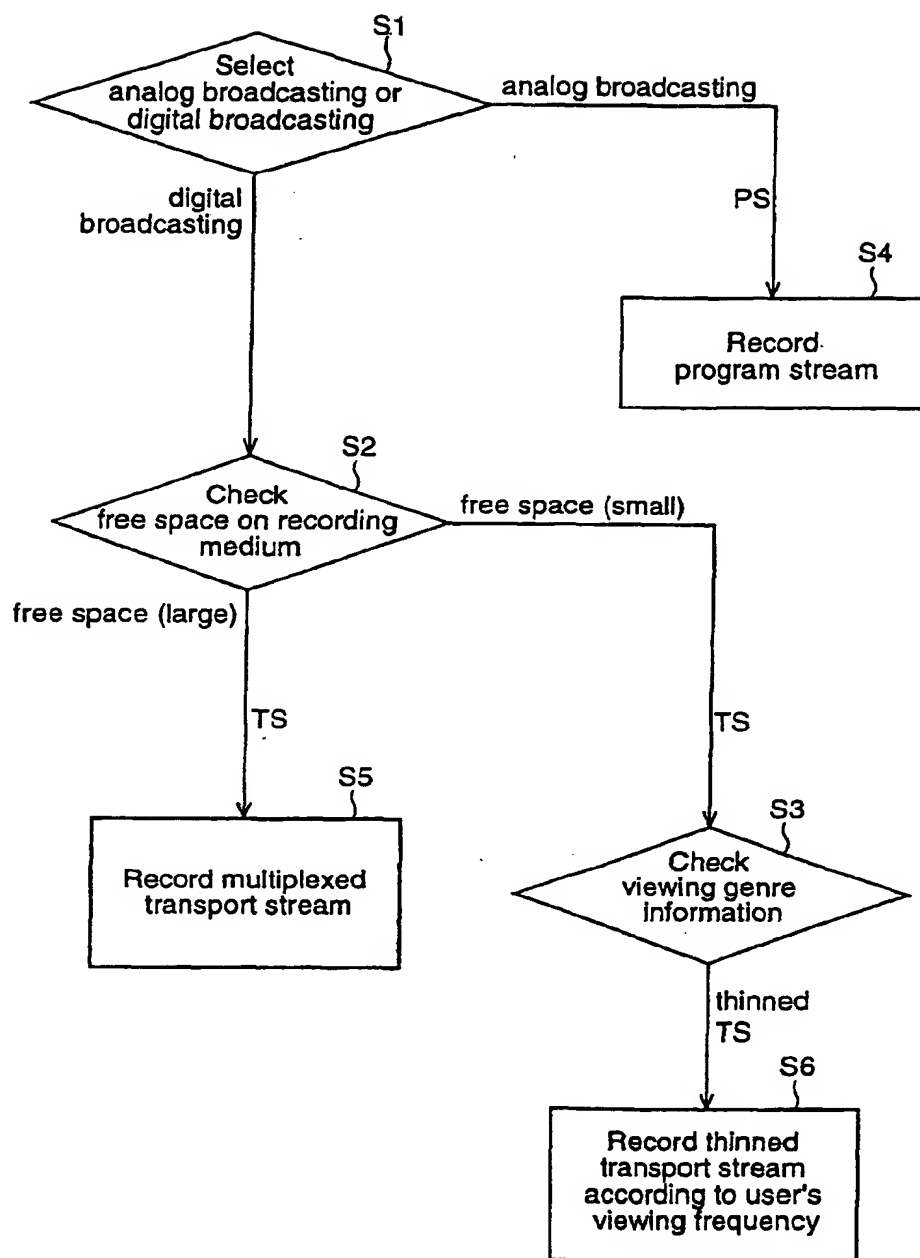 S1
Select
analog broadcasting or
digital broadcasting
analog broadcasting
digital
broadcasting
PS
S4
Record
program stream
S2
Check
free space on recording
medium
free space (small)
free space (large)
TS
TS
S5
Record multiplexed
transport stream
S3
Check
viewing genre
information
thinned
TS
S6
Record thinned
transport stream
according to user's
viewing frequency